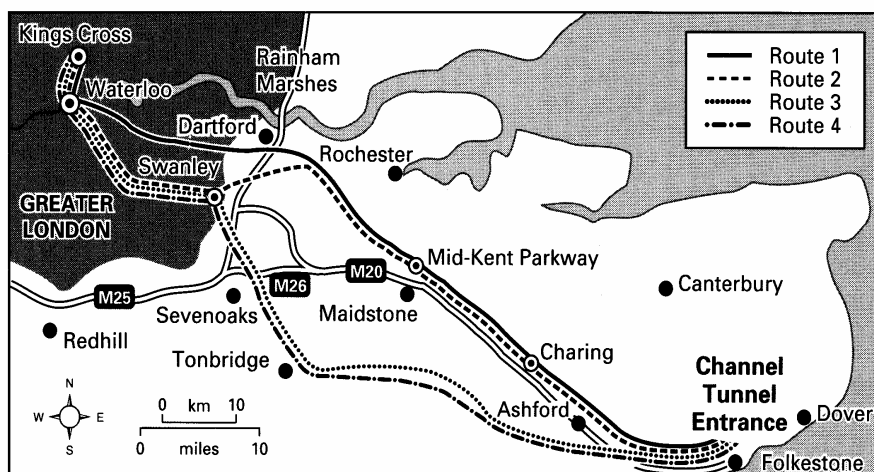 Kings Cross
Waterloo
Rainham
Marshes
Dartford
Swanley
Rochester
GREATER
LONDON
Route 1
Route 2
Route 3
Route 4
Mid-Kent Parkway
M20
M25
M26
Canterbury
Sevenoaks
Maidstone
Redhill
Tonbridge
Charing
Channel
Tunnel
Entrance
Ashford
Dover
Folkestone
N
W E
S
0 km 10
0 miles 10